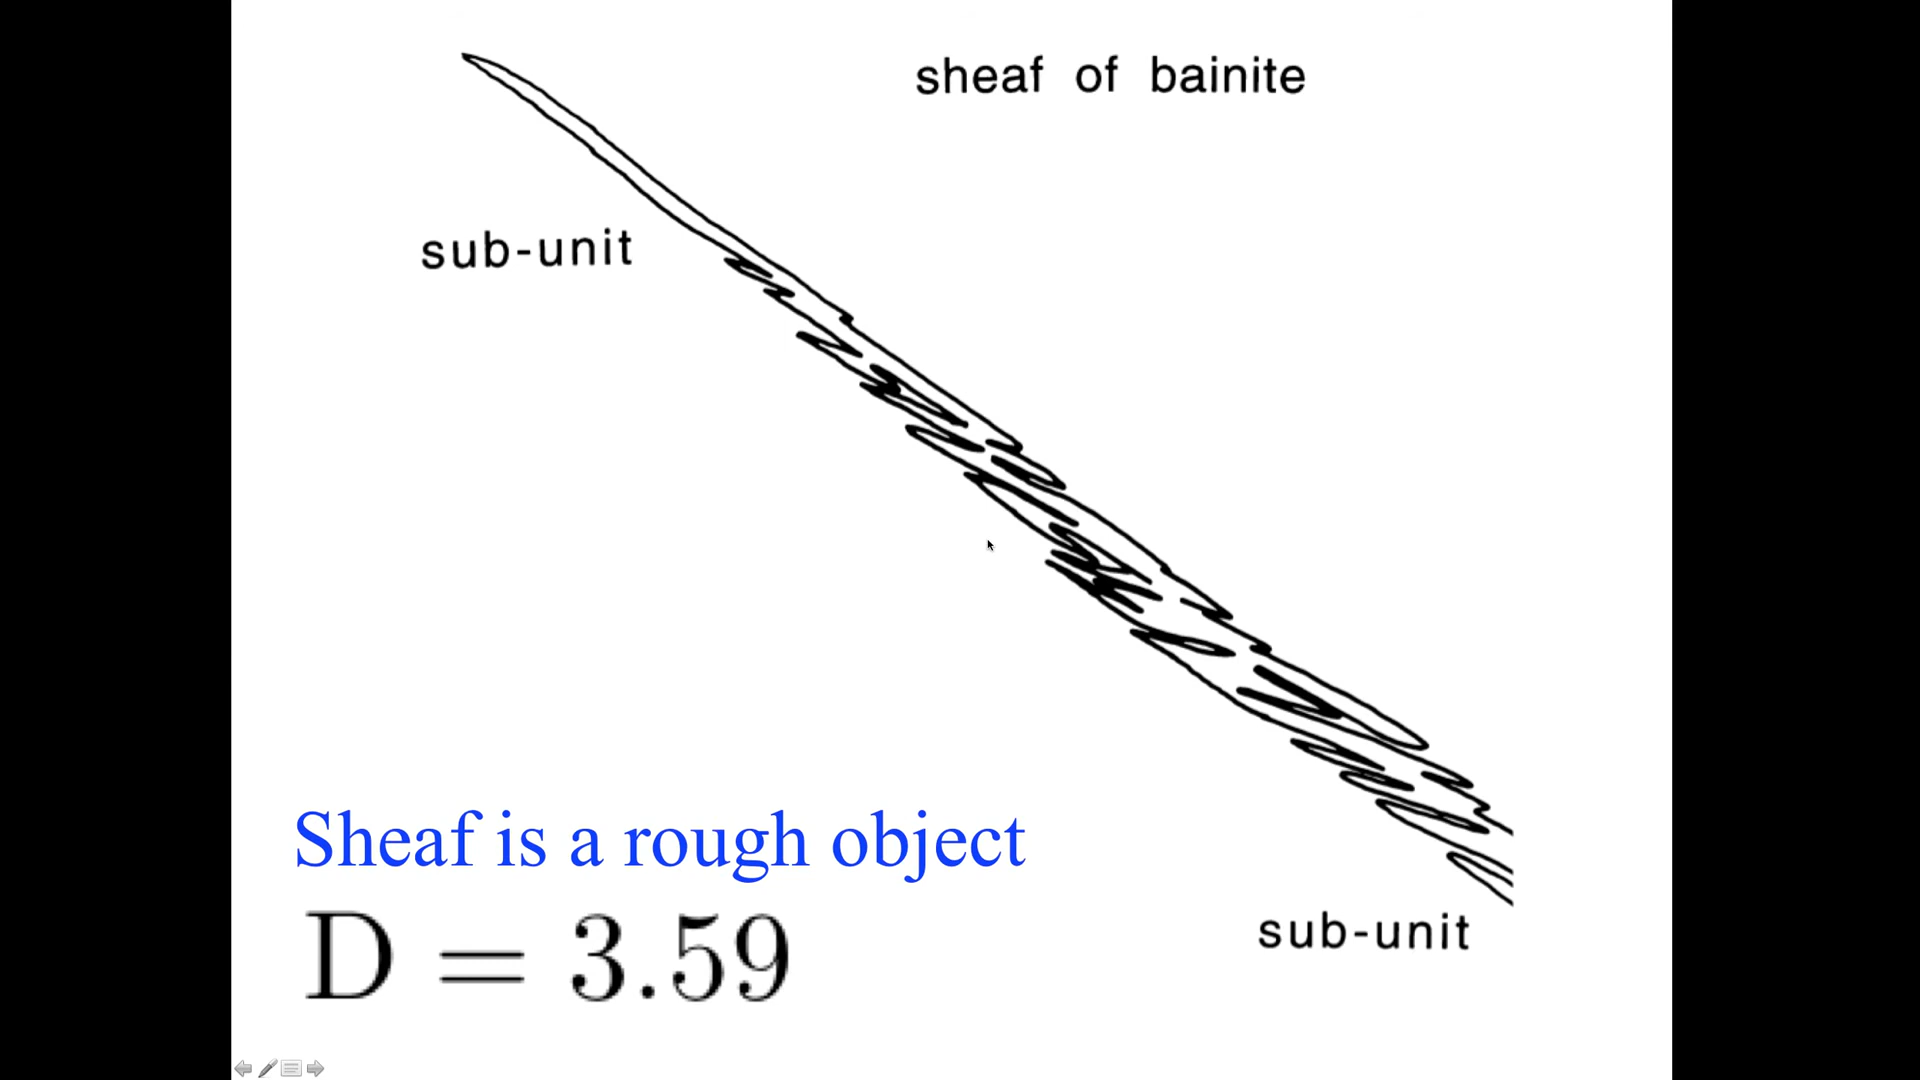 sheaf of bainite
sub-unit
Sheaf is a rough object
D = 3.59
sub-unit